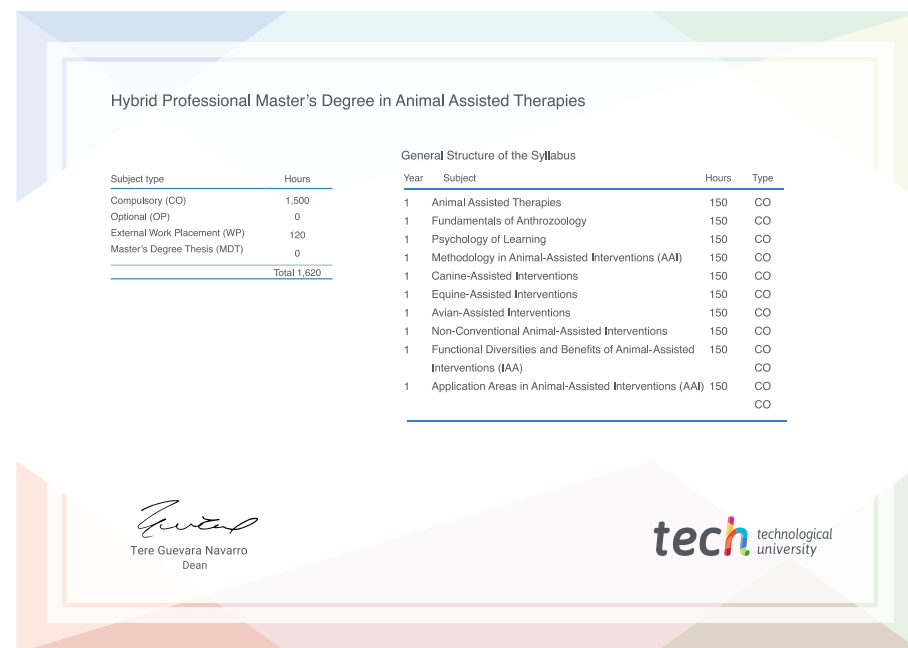 Hybrid Professional Master's Degree in Animal Assisted Therapies
Subject type Hours
Compulsory (CO) 1,500
Optional (OP) 0
External Work Placement (WP) 120
Master's Degree Thesis (MDT) 0
Total 1,620
General Structure of the Syllabus
Year Subject Hours Type
1 Animal Assisted Therapies 150 CO
1 Fundamentals of Anthrozoology 150 CO
1 Psychology of Learning 150 CO
1 Methodology in Animal-Assisted Interventions (AAI) 150 CO
1 Canine-Assisted Interventions 150 CO
1 Equine-Assisted Interventions 150 CO
1 Avian-Assisted Interventions 150 CO
1 Non-Conventional Animal-Assisted Interventions 150 CO
1 Functional Diversities and Benefits of Animal-Assisted 150 CO
Interventions (IAA) CO
1 Application Areas in Animal-Assisted Interventions (AAI) 150 CO
CO
Tere Guevara Navarro
Dean
tech technological
university